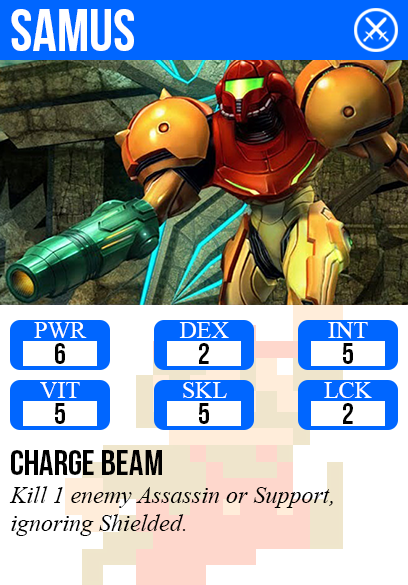 SAMUS
PWR DEX INT
6 2 5
VIT SKL LCK
5 5 2
CHARGE BEAM
Kill 1 enemy Assassin or Support,
ignoring Shielded.